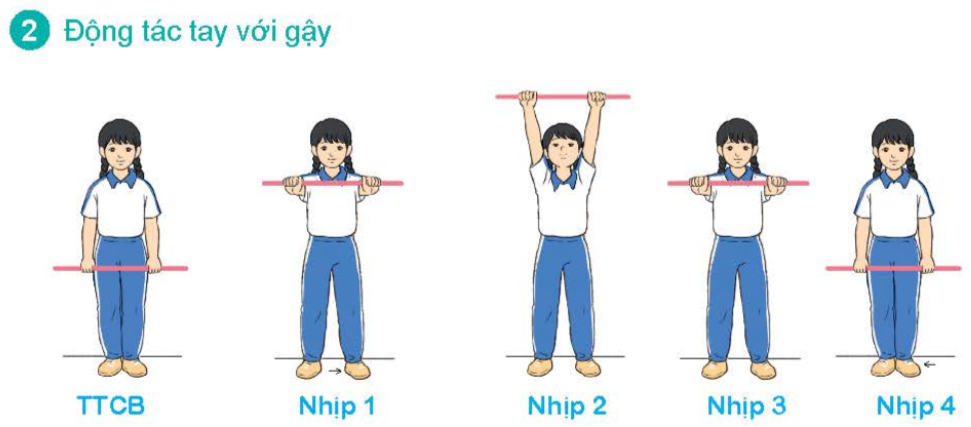 2 Động tác tay với gậy
TTCB Nhịp 1 Nhịp 2 Nhịp 3 Nhịp 4